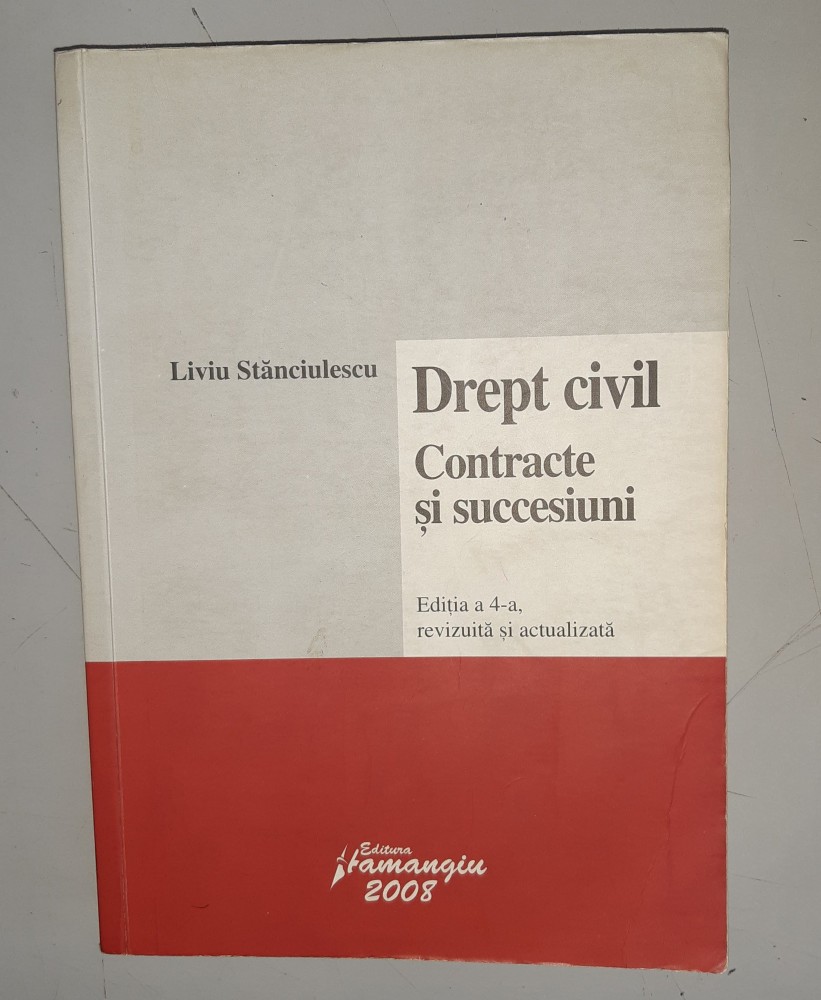 Liviu Stănciulescu
Drept civil
Contracte
și succesiuni
Ediția a 4-a,
revizuită și actualizată
Editura
Hamangiu
2008